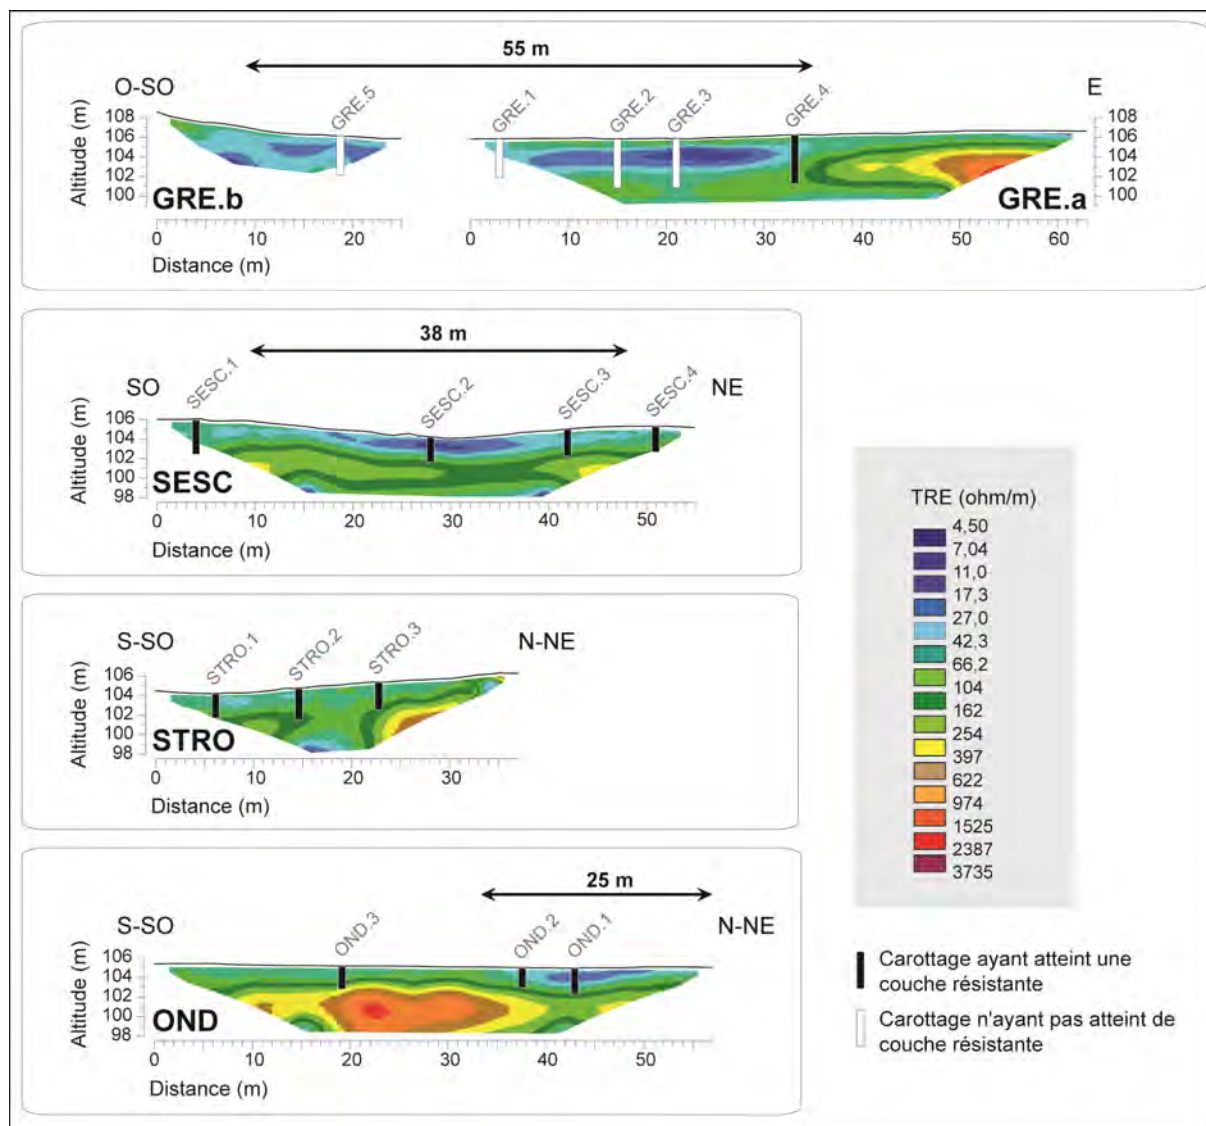 55 m
O-SO
E
GRE.5
GRE.1
GRE.2
GRE.3
GRE.4
Altitude (m)
108
106
104
102
100
GRE.b
GRE.a
108
106
104
102
100
Altitude (m)
0 10 20
0 10 20 30 40 50 60
Distance (m)
38 m
SO
NE
SESC.1
SESC.2
SESC.3
SESC.4
Altitude (m)
106
104
102
100
98
SESC
0 10 20 30 40 50
Distance (m)
S-SO
N-NE
STRO.1
STRO.2
STRO.3
Altitude (m)
106
104
102
100
98
STRO
0 10 20 30
Distance (m)
25 m
S-SO
N-NE
OND.3
OND.2
OND.1
Altitude (m)
106
104
102
100
98
OND
0 10 20 30 40 50
Distance (m)
TRE (ohm/m)
4,50
7,04
11,0
17,3
27,0
42,3
66,2
104
162
254
397
622
974
1525
2387
3735
Carottage ayant atteint une
couche résistante
Carottage n'ayant pas atteint de
couche résistante